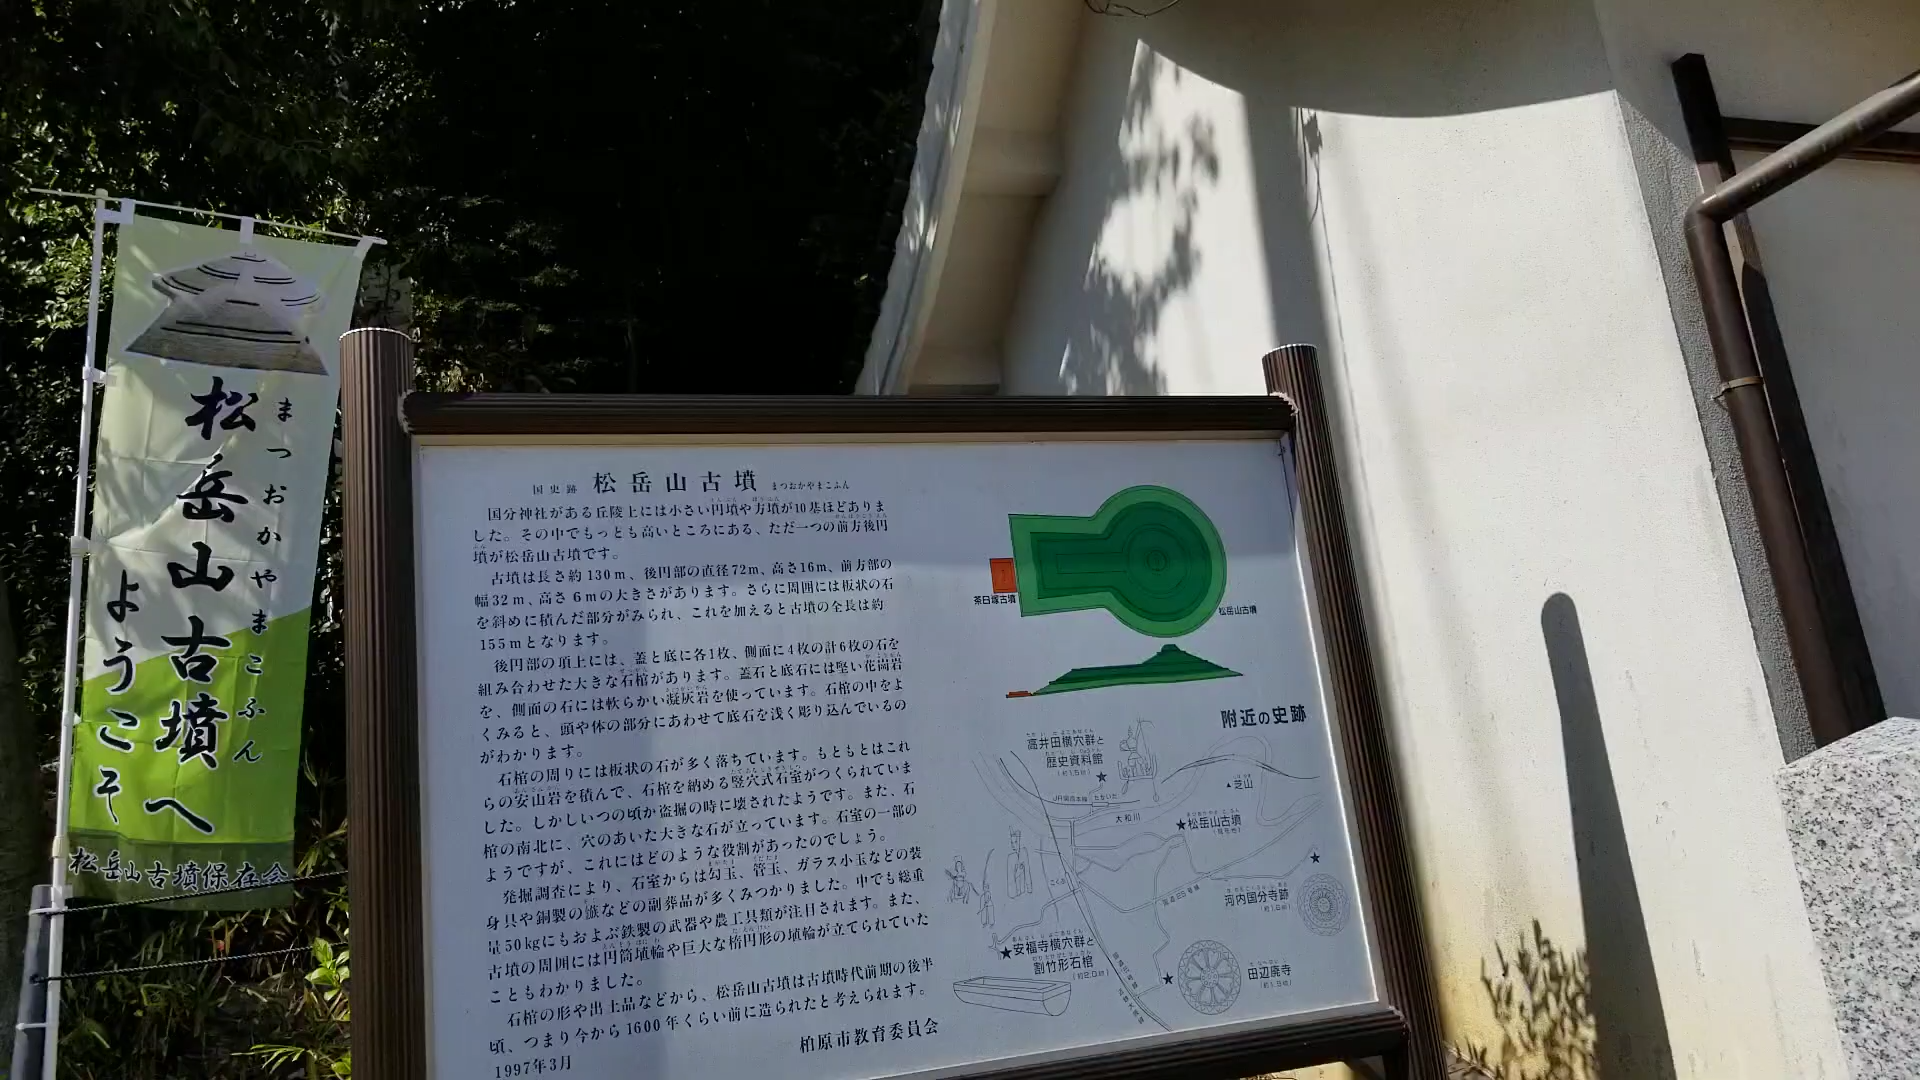 松岳山古墳へ
まつおかやまこふん
ようこそ
松岳山古墳保存会
国史跡 松岳山古墳 まつおかやまこふん
国分神社がある丘陵上には小さい円墳や方墳が10基ほどありま
した。その中でもっとも高いところにある、ただ一つの前方後円
墳が松岳山古墳です。
古墳は長さ約130m、後円部の直径72m、高さ16m、前方部の
幅32m、高さ6mの大きさがあります。さらに周囲には板状の石
を斜めに積んだ部分がみられ、これを加えると古墳の全長は約
155mとなります。
後円部の頂上には、蓋と底に各1枚、側面に4枚の計6枚の石を
組み合わせた大きな石棺があります。蓋石と底石には堅い花崗岩
を、側面の石には軟らかい凝灰岩を使っています。石棺の中をよ
くみると、頭や体の部分にあわせて底石を浅く彫り込んでいるの
がわかります。
石棺の周りには板状の石が多く落ちています。もともとはこれ
らの安山岩を積んで、石棺を納める竪穴式石室がつくられていま
した。しかしいつの頃か盗掘の時に壊されたようです。また、石
棺の南北に、穴のあいた大きな石が立っています。石室の一部の
ようですが、これにはどのような役割があったのでしょう。
発掘調査により、石室からは勾玉、管玉、ガラス小玉などの装
身具や銅製の鏃などの副葬品が多くみつかりました。中でも総重
量50kgにもおよぶ鉄製の武器や農工具類が注目されます。また、
古墳の周囲には円筒埴輪や巨大な楕円形の埴輪が立てられていた
こともわかりました。
石棺の形や出土品などから、松岳山古墳は古墳時代前期の後半
頃、つまり今から1600年くらい前に造られたと考えられます。
1997年3月
柏原市教育委員会
茶臼塚古墳
松岳山古墳
附近の史跡
高井田横穴群と
歴史資料館
芝山
大和川
松岳山古墳
河内国分寺跡
安福寺横穴群と
割竹形石棺
田辺廃寺